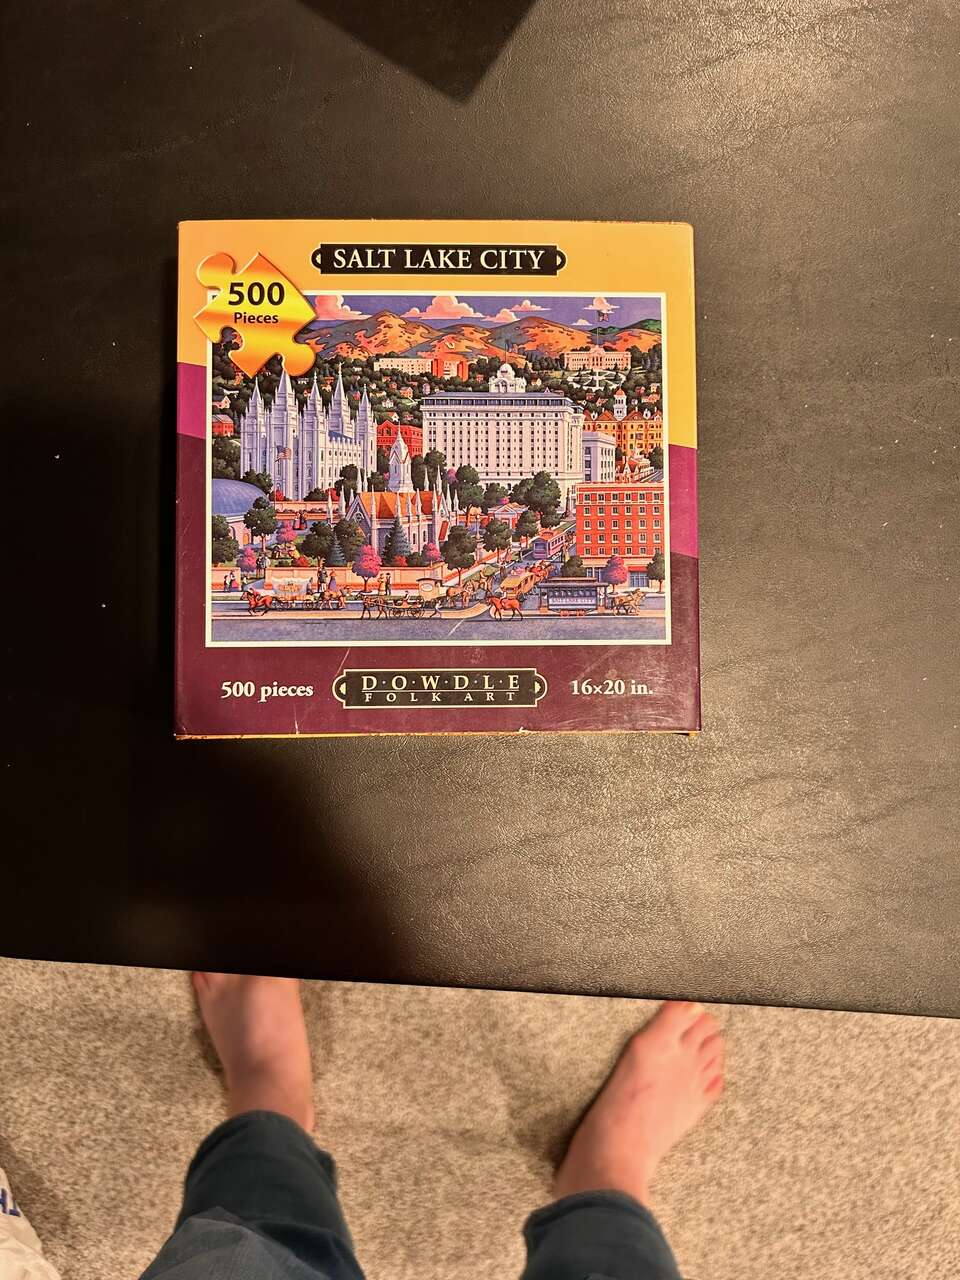 SALT LAKE CITY
500
Pieces
500 pieces
D·O·W·D·L·E
FOLK ART
16×20 in.